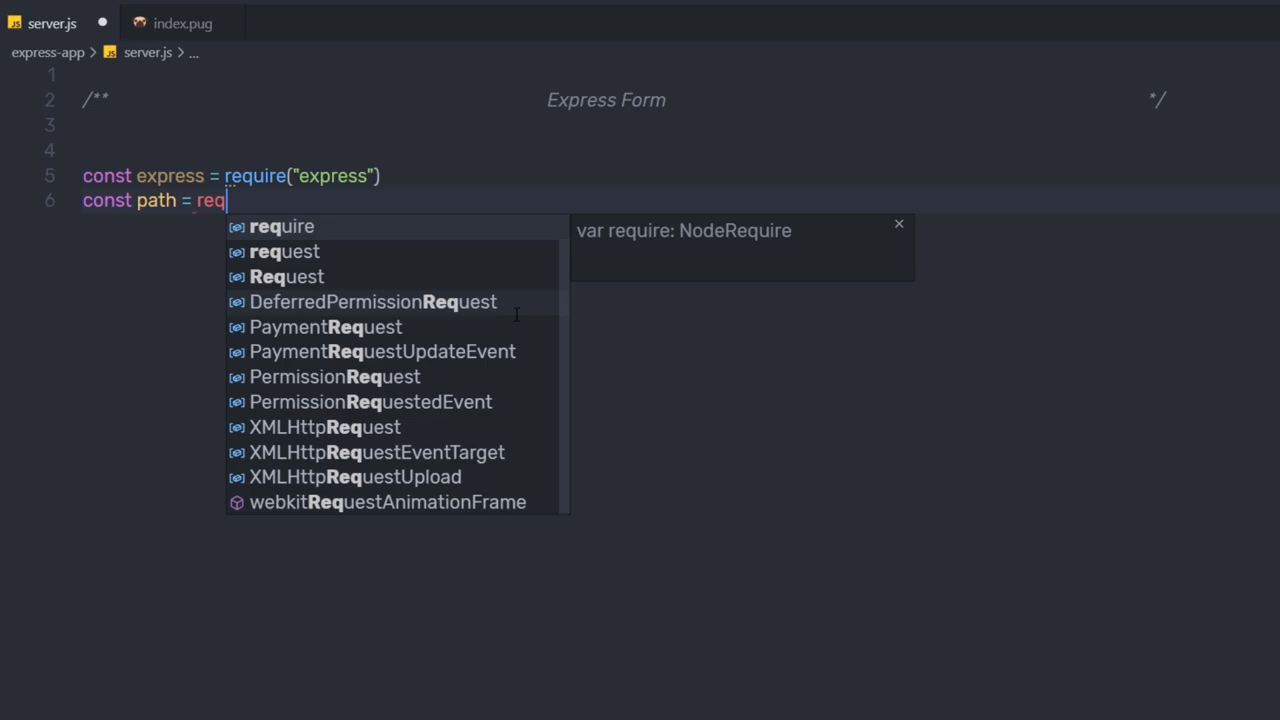 JS server.js index.pug
express-app > JS server.js > ...
1
2 /** Express Form */
3
4
5 const express = require("express")
6 const path = req
require var require: NodeRequire ×
request
Request
DeferredPermissionRequest
PaymentRequest
PaymentRequestUpdateEvent
PermissionRequest
PermissionRequestedEvent
XMLHttpRequest
XMLHttpRequestEventTarget
XMLHttpRequestUpload
webkitRequestAnimationFrame